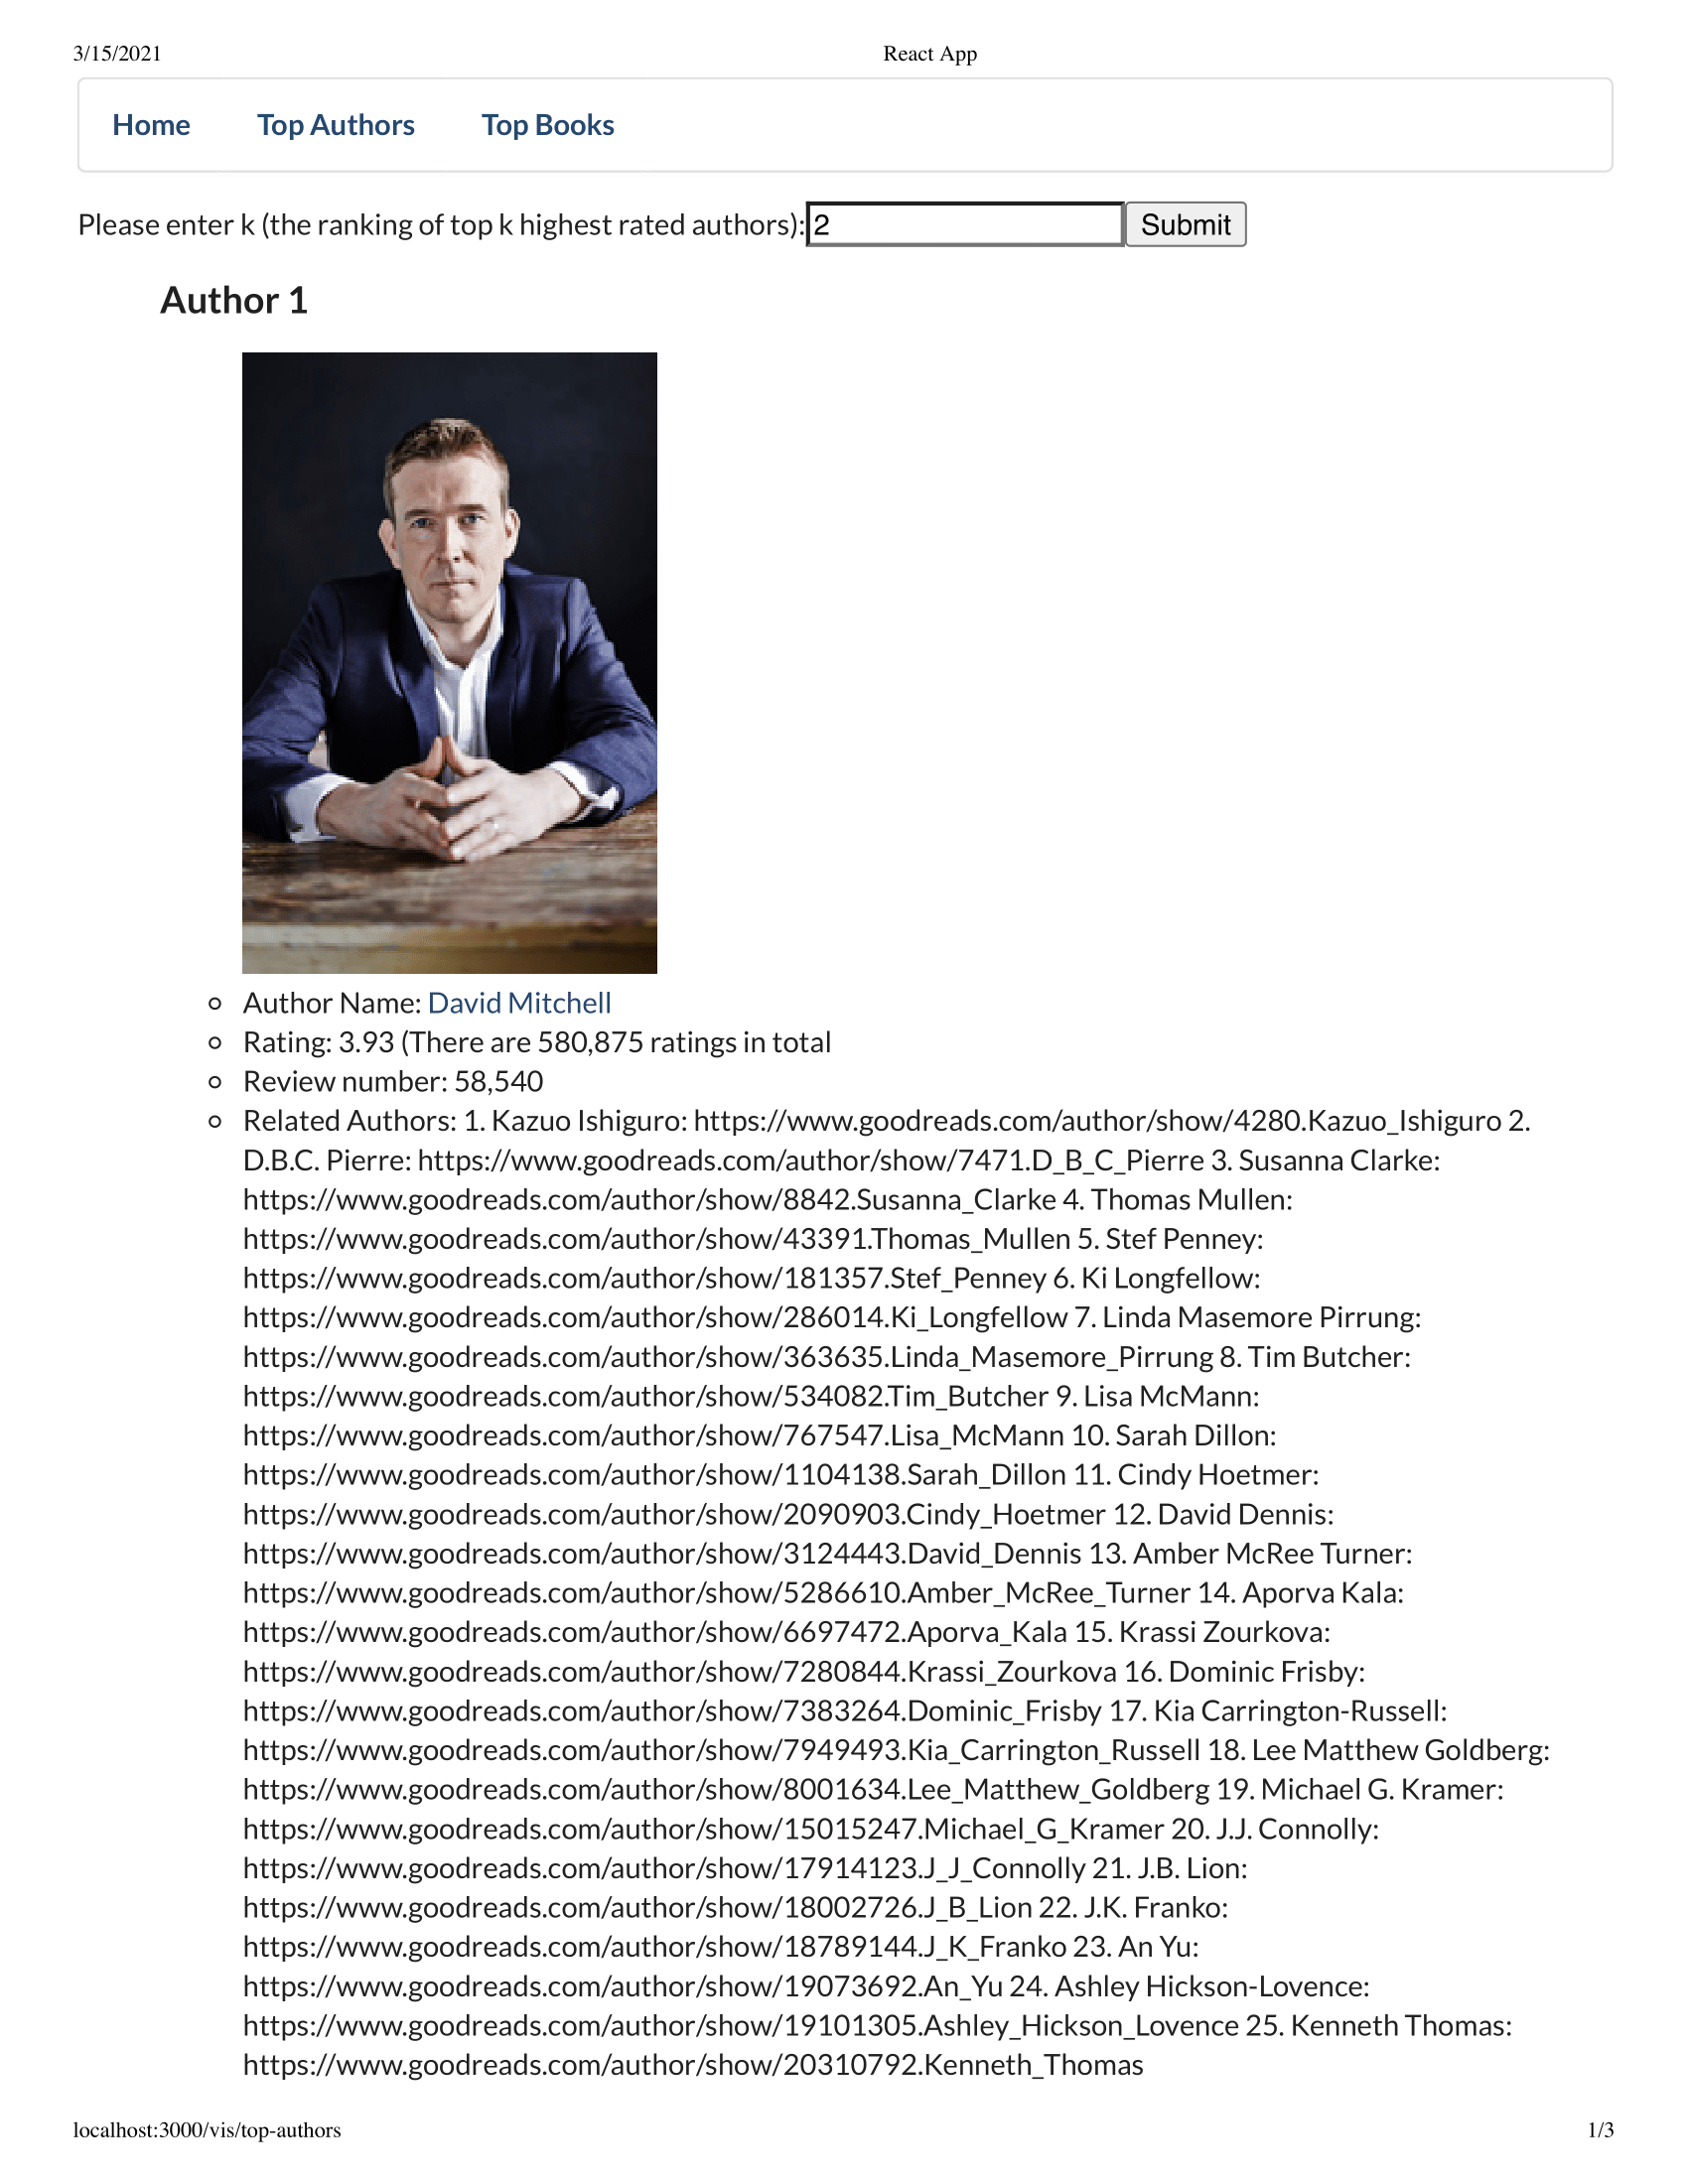 3/15/2021 React App
Home Top Authors Top Books
Please enter k (the ranking of top k highest rated authors): 2 Submit
Author 1
Author Name: David Mitchell
Rating: 3.93 (There are 580,875 ratings in total
Review number: 58,540
Related Authors: 1. Kazuo Ishiguro: https://www.goodreads.com/author/show/4280.Kazuo_Ishiguro 2.
D.B.C. Pierre: https://www.goodreads.com/author/show/7471.D_B_C_Pierre 3. Susanna Clarke:
https://www.goodreads.com/author/show/8842.Susanna_Clarke 4. Thomas Mullen:
https://www.goodreads.com/author/show/43391.Thomas_Mullen 5. Stef Penney:
https://www.goodreads.com/author/show/181357.Stef_Penney 6. Ki Longfellow:
https://www.goodreads.com/author/show/286014.Ki_Longfellow 7. Linda Masemore Pirrung:
https://www.goodreads.com/author/show/363635.Linda_Masemore_Pirrung 8. Tim Butcher:
https://www.goodreads.com/author/show/534082.Tim_Butcher 9. Lisa McMann:
https://www.goodreads.com/author/show/767547.Lisa_McMann 10. Sarah Dillon:
https://www.goodreads.com/author/show/1104138.Sarah_Dillon 11. Cindy Hoetmer:
https://www.goodreads.com/author/show/2090903.Cindy_Hoetmer 12. David Dennis:
https://www.goodreads.com/author/show/3124443.David_Dennis 13. Amber McRee Turner:
https://www.goodreads.com/author/show/5286610.Amber_McRee_Turner 14. Aporva Kala:
https://www.goodreads.com/author/show/6697472.Aporva_Kala 15. Krassi Zourkova:
https://www.goodreads.com/author/show/7280844.Krassi_Zourkova 16. Dominic Frisby:
https://www.goodreads.com/author/show/7383264.Dominic_Frisby 17. Kia Carrington-Russell:
https://www.goodreads.com/author/show/7949493.Kia_Carrington_Russell 18. Lee Matthew Goldberg:
https://www.goodreads.com/author/show/8001634.Lee_Matthew_Goldberg 19. Michael G. Kramer:
https://www.goodreads.com/author/show/15015247.Michael_G_Kramer 20. J.J. Connolly:
https://www.goodreads.com/author/show/17914123.J_J_Connolly 21. J.B. Lion:
https://www.goodreads.com/author/show/18002726.J_B_Lion 22. J.K. Franko:
https://www.goodreads.com/author/show/18789144.J_K_Franko 23. An Yu:
https://www.goodreads.com/author/show/19073692.An_Yu 24. Ashley Hickson-Lovence:
https://www.goodreads.com/author/show/19101305.Ashley_Hickson_Lovence 25. Kenneth Thomas:
https://www.goodreads.com/author/show/20310792.Kenneth_Thomas
localhost:3000/vis/top-authors 1/3